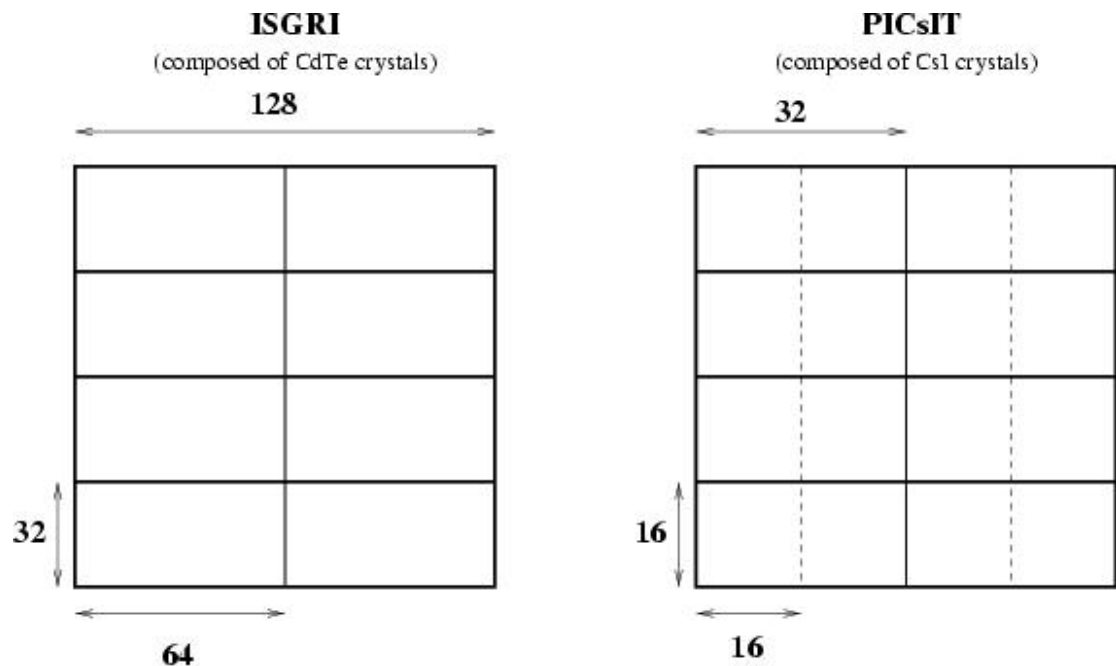 ISGRI
(composed of CdTe crystals)
128
32
64
PICsIT
(composed of CsI crystals)
32
16
16